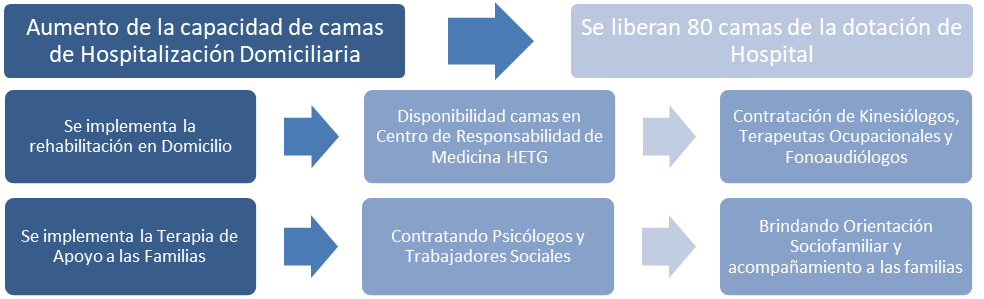 Aumento de la capacidad de camas
de Hospitalización Domiciliaria
Se liberan 80 camas de la dotación de
Hospital
Se implementa la
rehabilitación en Domicilio
Disponibilidad camas en
Centro de Responsabilidad de
Medicina HETG
Contratación de Kinesiólogos,
Terapeutas Ocupacionales y
Fonoaudiólogos
Se implementa la Terapia de
Apoyo a las Familias
Contratando Psicólogos y
Trabajadores Sociales
Brindando Orientación
Sociofamiliar y
acompañamiento a las familias